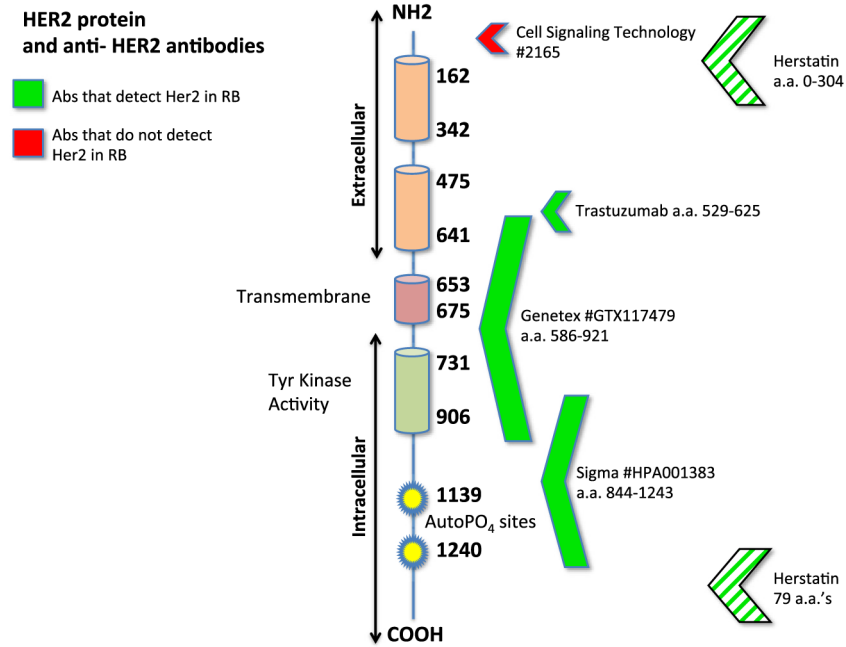 HER2 protein
and anti- HER2 antibodies
Abs that detect Her2 in RB
Abs that do not detect
Her2 in RB
NH2
Extracellular
162
342
475
641
Transmembrane
653
675
Tyr Kinase
Activity
731
906
Intracellular
1139
AutoPO₄ sites
1240
COOH
Cell Signaling Technology
#2165
Herstatin
a.a. 0-304
Trastuzumab a.a. 529-625
Genetex #GTX117479
a.a. 586-921
Sigma #HPA001383
a.a. 844-1243
Herstatin
79 a.a.'s